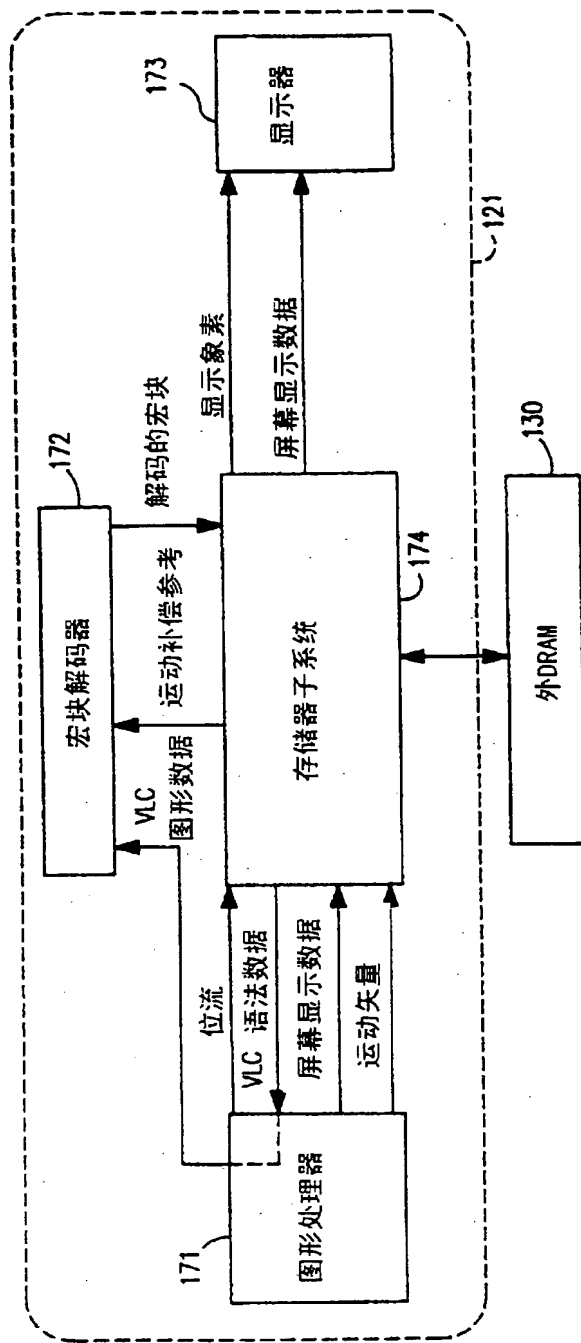 172
宏块解码器
173
显示器
VLC
图形数据
运动补偿参考
解码的宏块
显示象素
屏幕显示数据
171
图形处理器
位流
VLC 语法数据
屏幕显示数据
运动矢量
存储器子系统
174
121
外DRAM
130